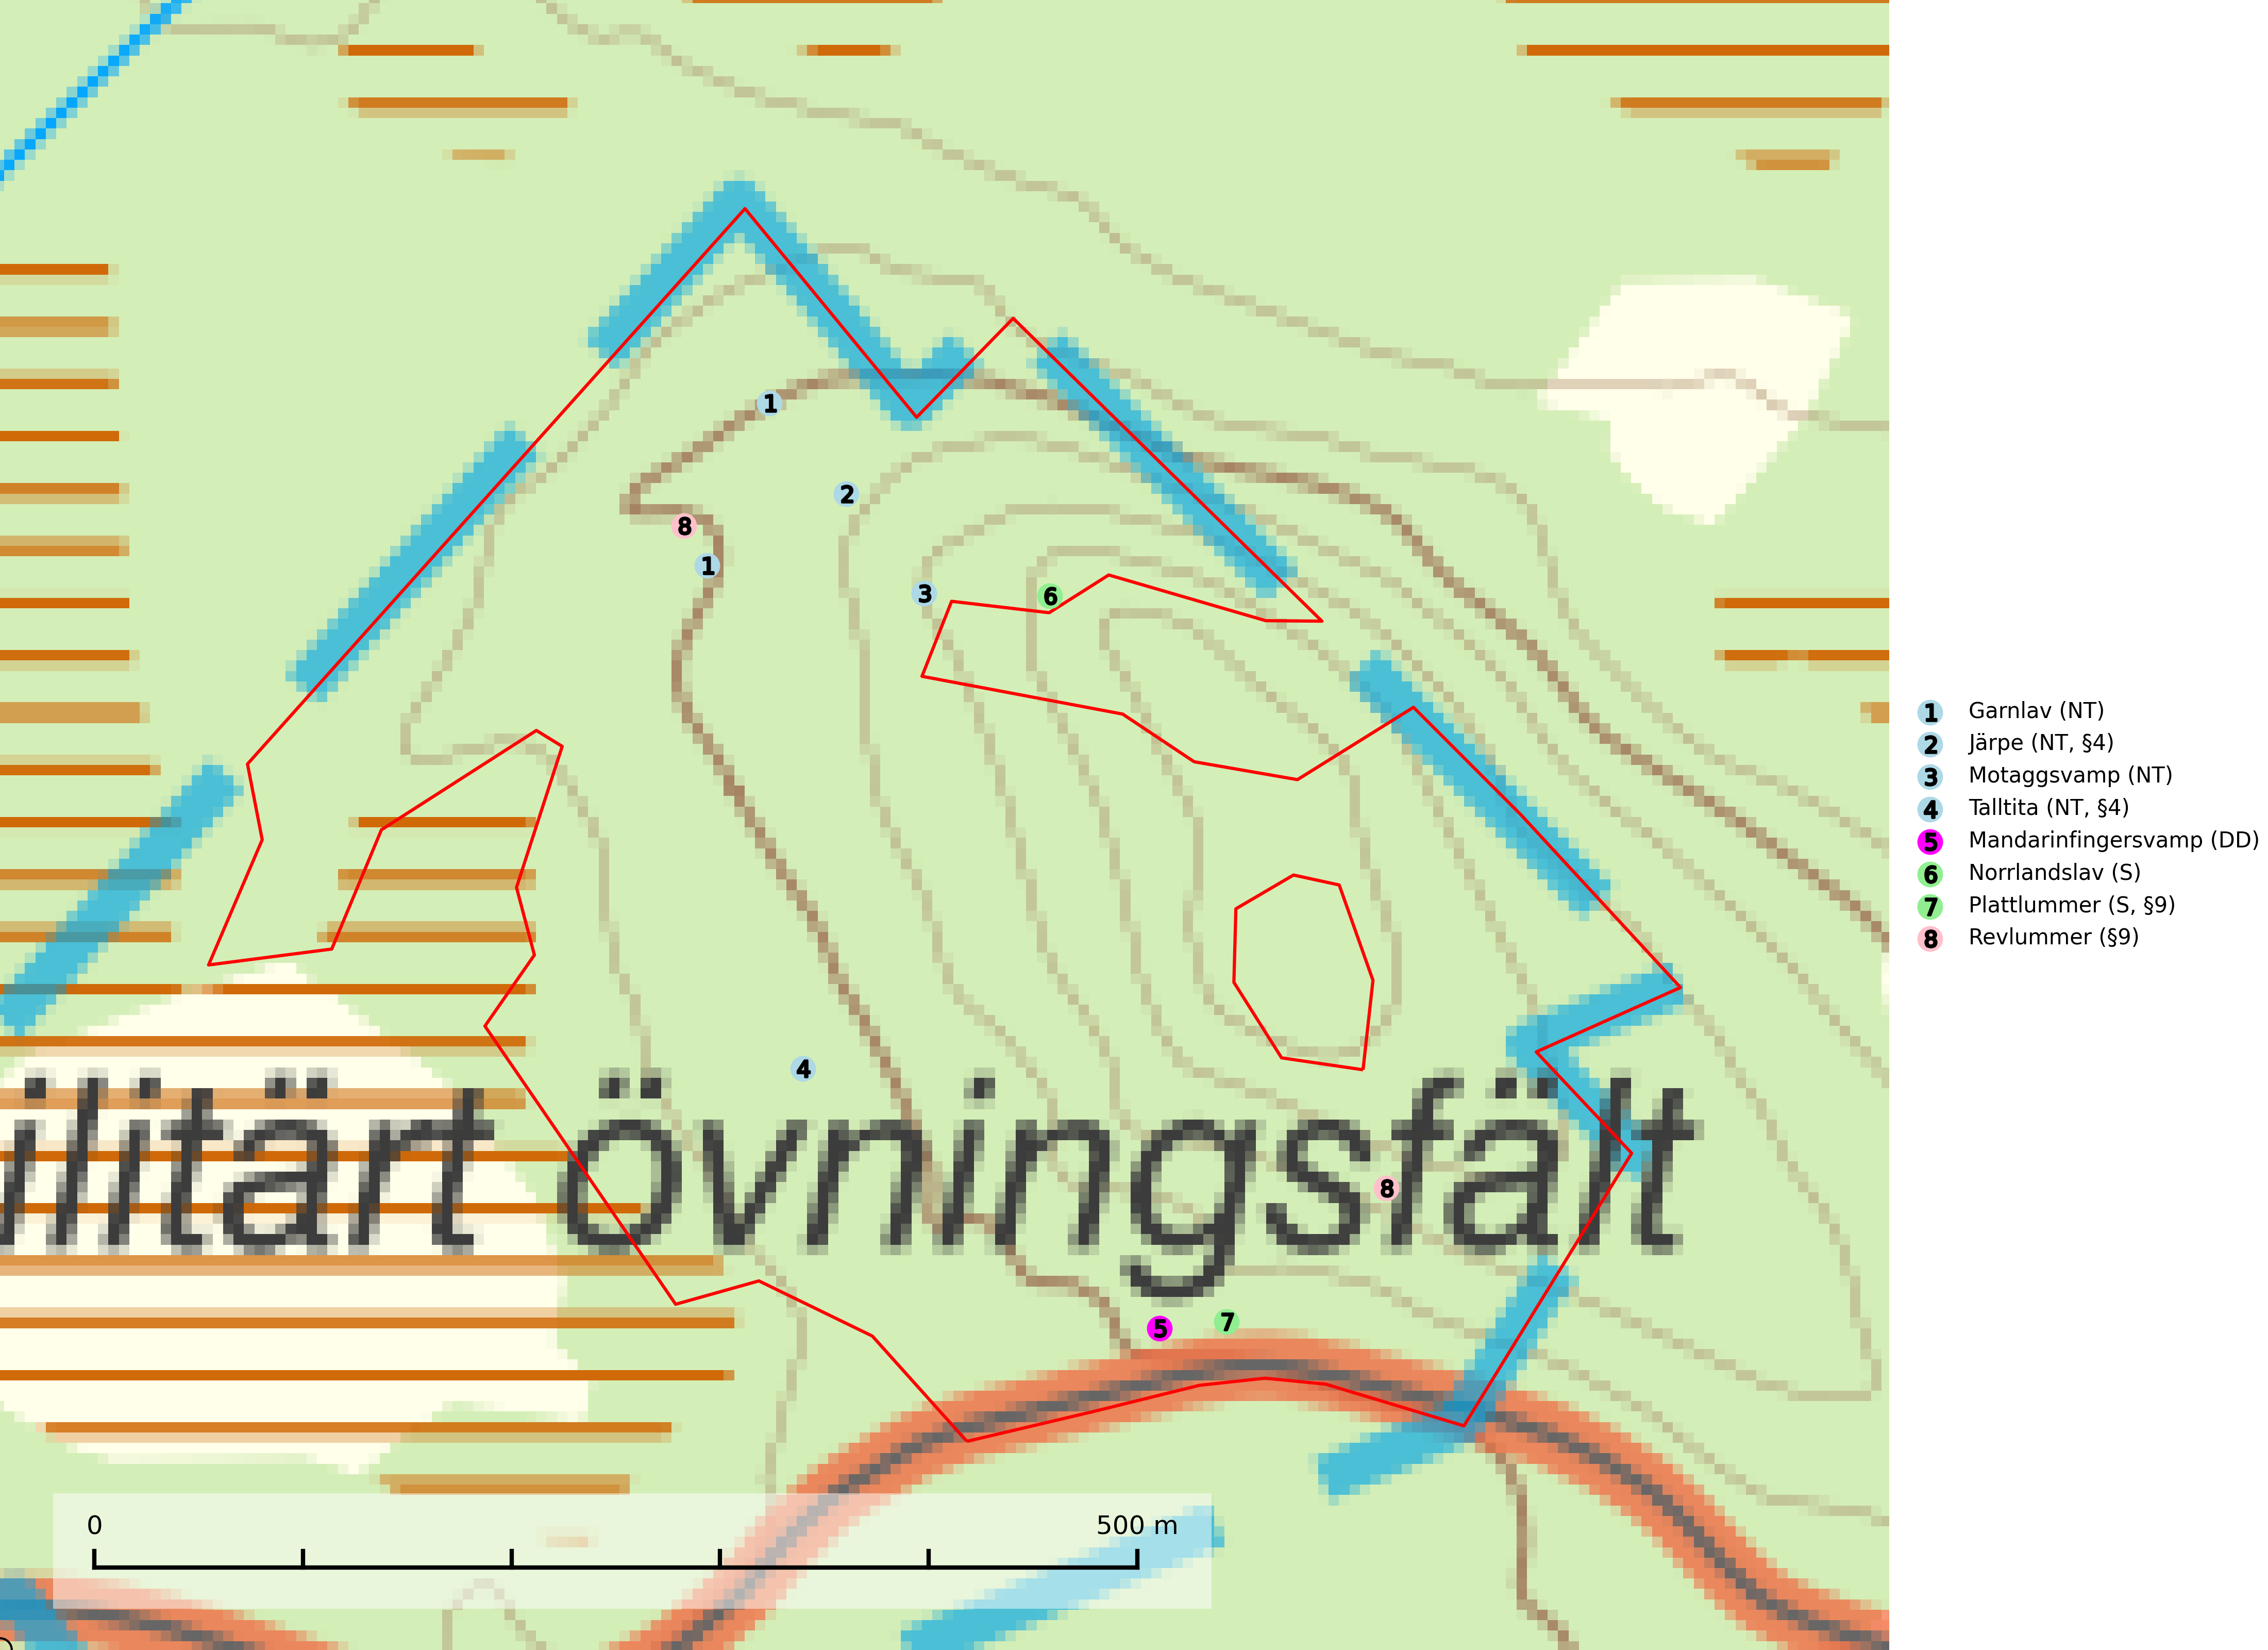 1
2
8
1
3
6
4
ilitärt övningsfält
8
5
7
0 500 m
1 Garnlav (NT)
2 Järpe (NT, §4)
3 Motaggsvamp (NT)
4 Talltita (NT, §4)
5 Mandarinfingersvamp (DD)
6 Norrlandslav (S)
7 Plattlummer (S, §9)
8 Revlummer (§9)